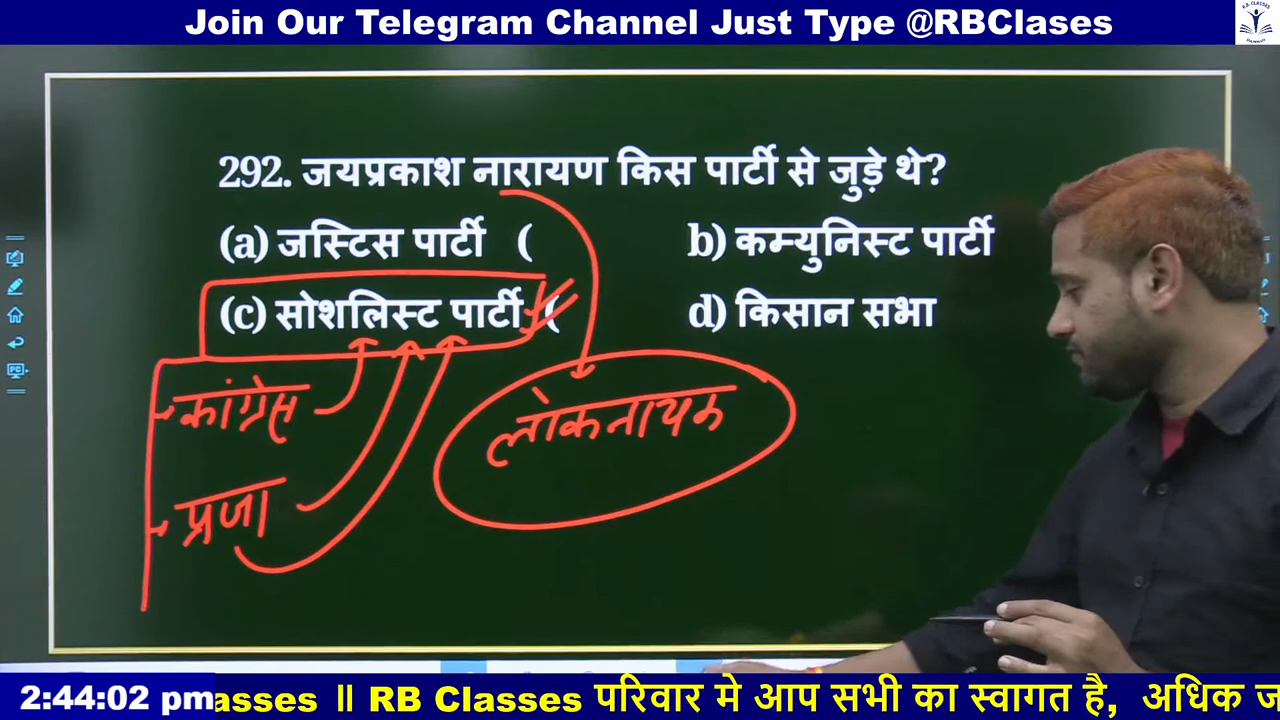 Join Our Telegram Channel Just Type @RBClases
292. जयप्रकाश नारायण किस पार्टी से जुड़े थे?
(a) जस्टिस पार्टी ( b) कम्युनिस्ट पार्टी
(c) सोशलिस्ट पार्टी ( d) किसान सभा
कांग्रेस
लोकनायक
प्रजा
2:44:02 pm asses ॥ RB Classes परिवार मे आप सभी का स्वागत है, अधिक ज